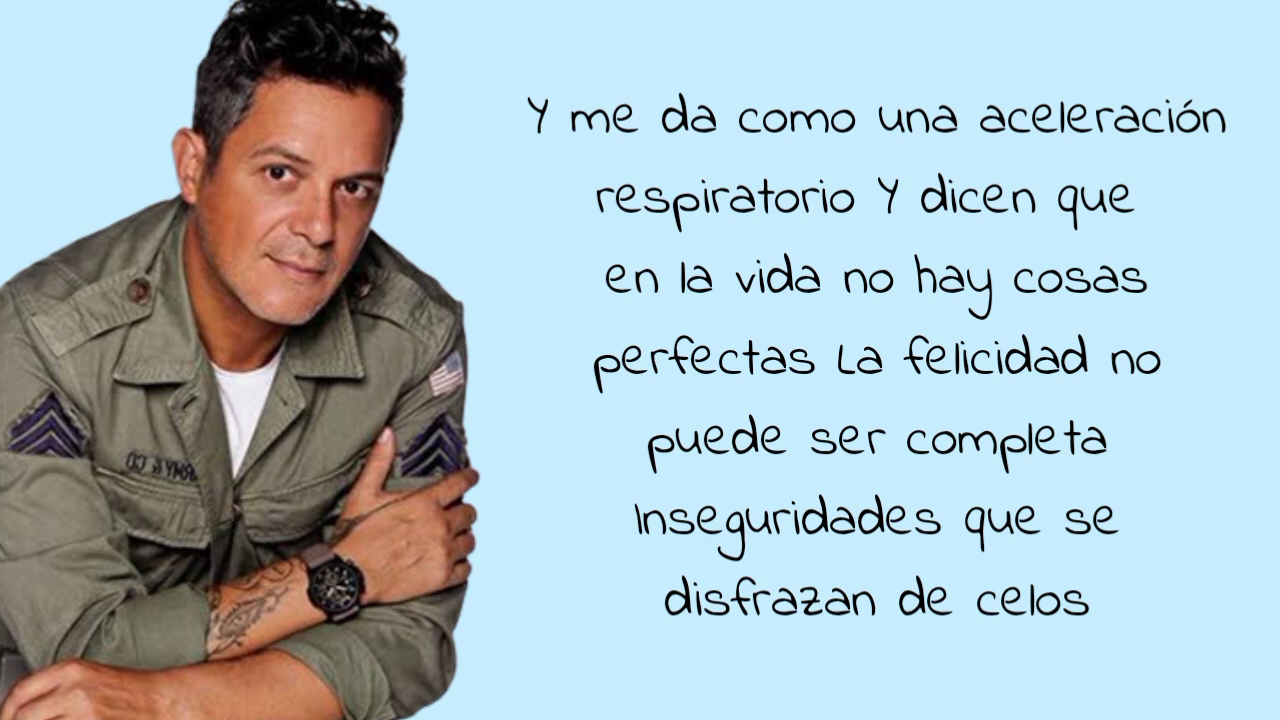 Y me da como una aceleración
respiratorio Y dicen que
en la vida no hay cosas
perfectas La felicidad no
puede ser completa
Inseguridades que se
disfrazan de celos